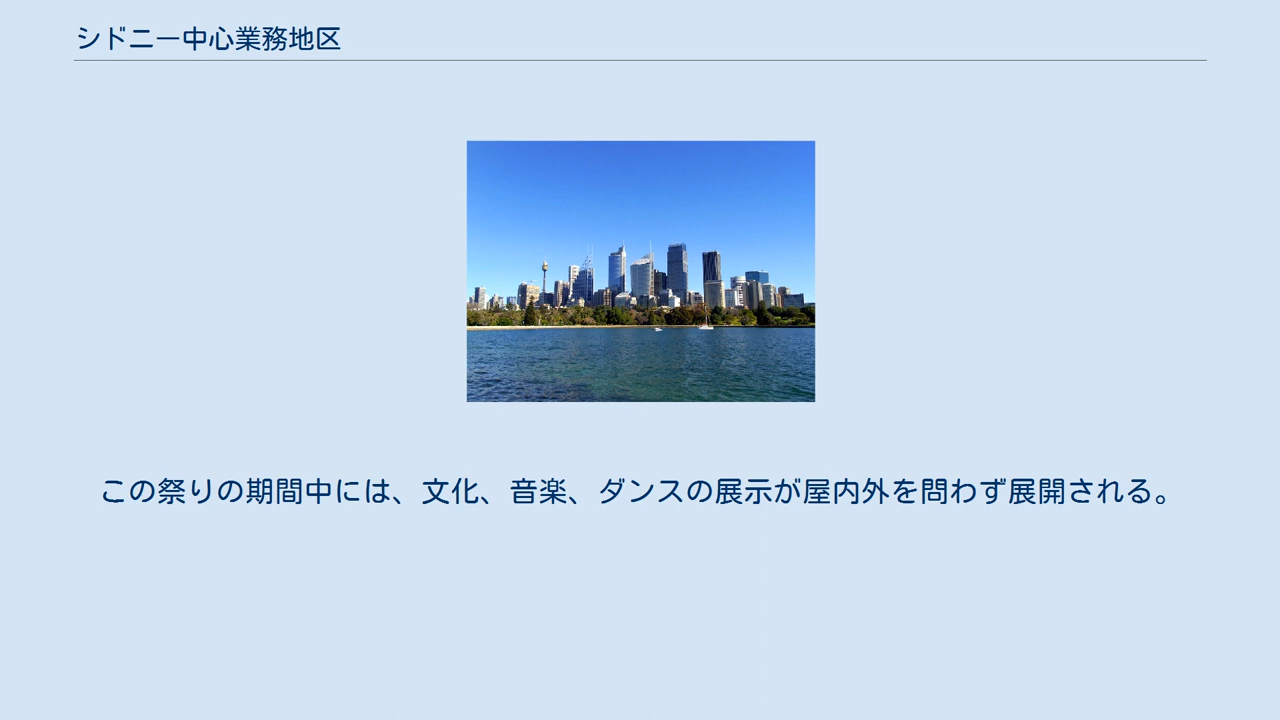 シドニー中心業務地区
この祭りの期間中には、文化、音楽、ダンスの展示が屋内外を問わず展開される。